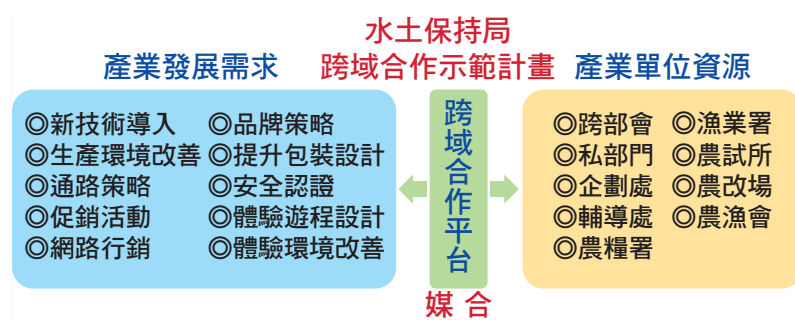 水土保持局
跨域合作示範計畫
產業發展需求
◎新技術導入
◎生產環境改善
◎通路策略
◎促銷活動
◎網路行銷
◎品牌策略
◎提升包裝設計
◎安全認證
◎體驗遊程設計
◎體驗環境改善
跨域合作平台
媒合
產業單位資源
◎跨部會
◎私部門
◎企劃處
◎輔導處
◎農糧署
◎漁業署
◎農試所
◎農改場
◎農漁會